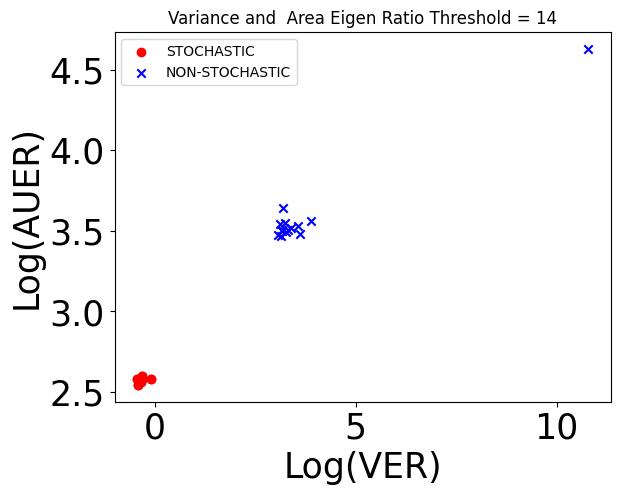 Variance and  Area Eigen Ratio Threshold = 14
STOCHASTIC
NON-STOCHASTIC
Log(AUER)
4.5
4.0
3.5
3.0
2.5
0 5 10
Log(VER)